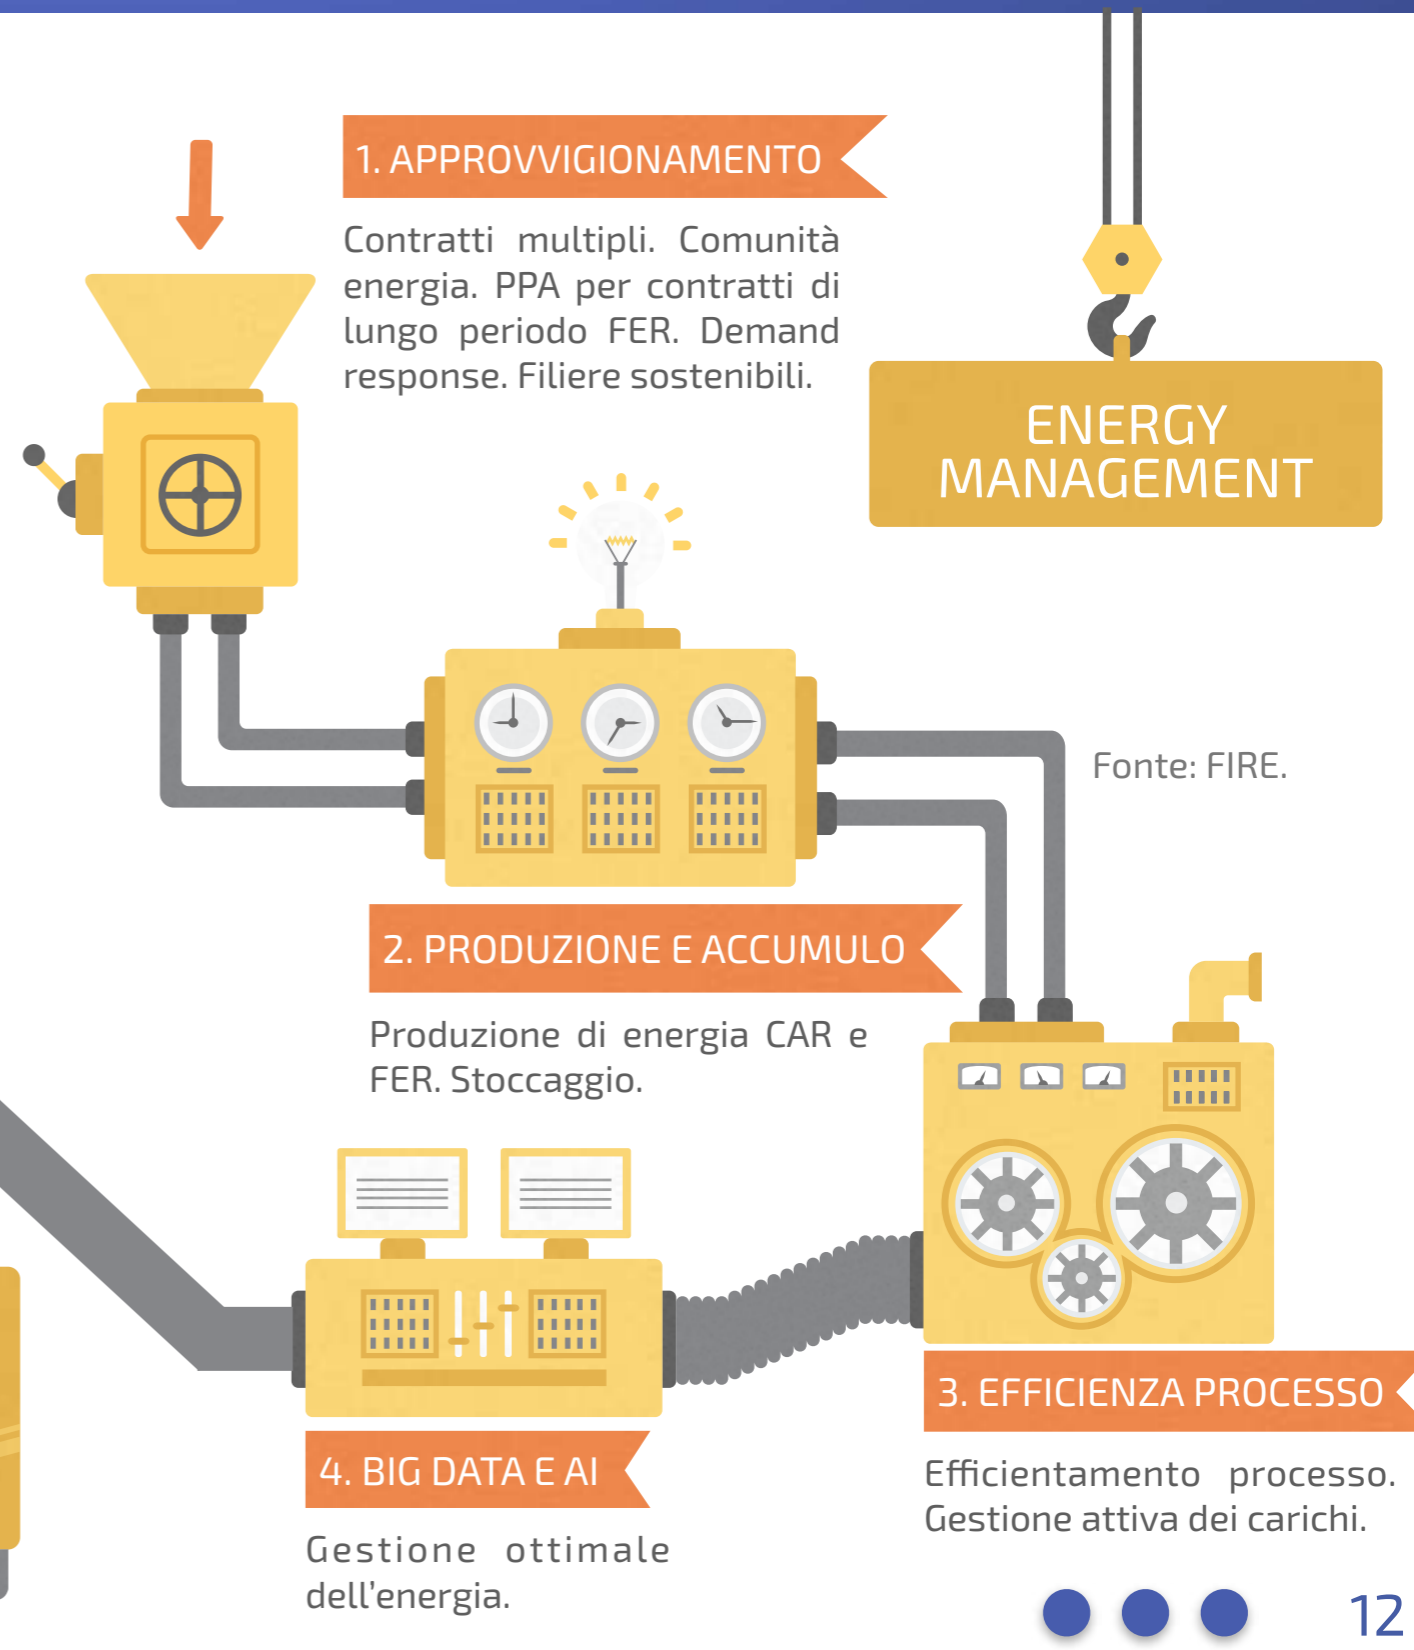 1. APPROVVIGIONAMENTO
Contratti multipli. Comunità
energia. PPA per contratti di
lungo periodo FER. Demand
response. Filiere sostenibili.
ENERGY
MANAGEMENT
Fonte: FIRE.
2. PRODUZIONE E ACCUMULO
Produzione di energia CAR e
FER. Stoccaggio.
3. EFFICIENZA PROCESSO
Efficientamento processo.
Gestione attiva dei carichi.
4. BIG DATA E AI
Gestione ottimale
dell’energia.
12